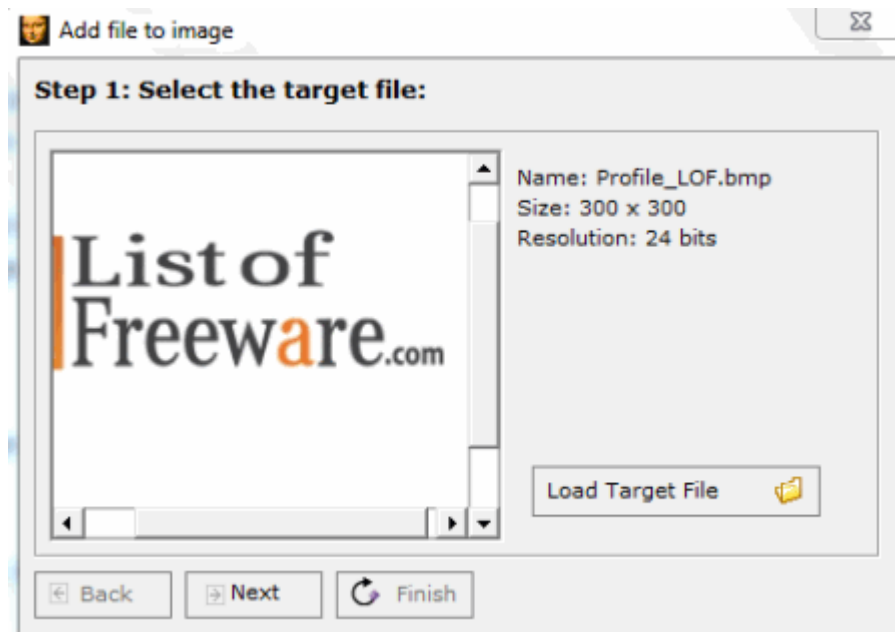 Add file to image
Step 1: Select the target file:
List of
Freeware.com
Name: Profile_LOF.bmp
Size: 300 x 300
Resolution: 24 bits
Load Target File
Back
Next
Finish